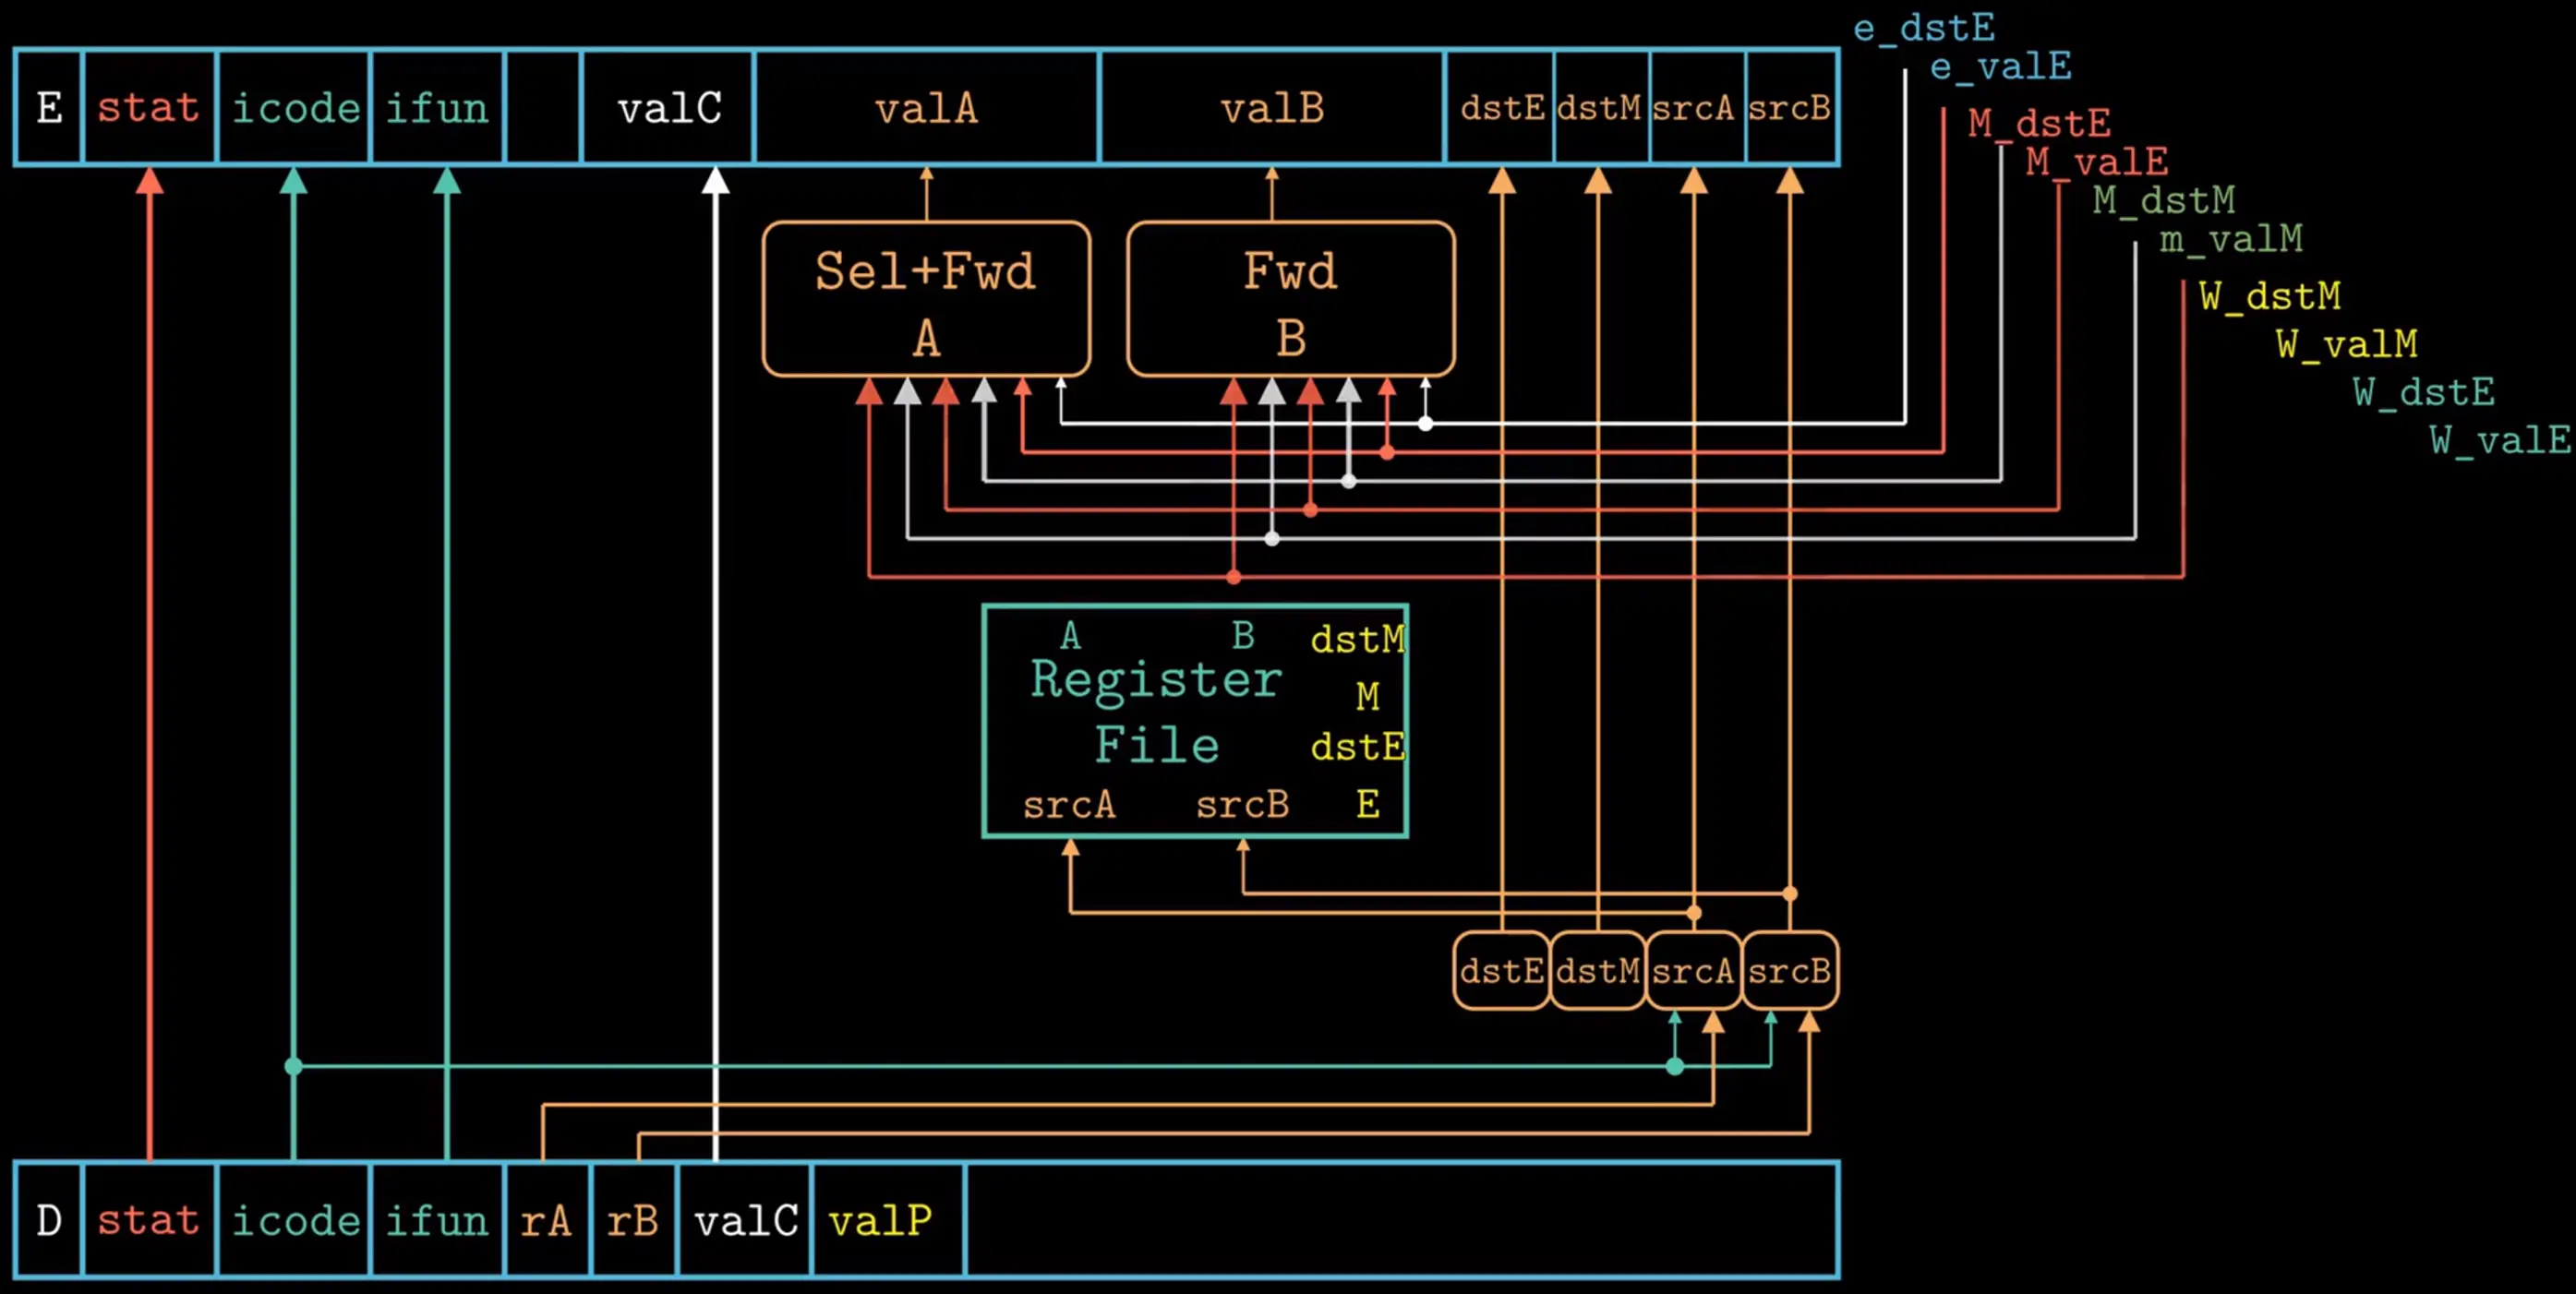 e_dstE
e_valE
E stat icode ifun valC valA valB dstE dstM srcA srcB
M_dstE
M_valE
M_dstM
m_valM
Sel+Fwd
A
Fwd
B
W_dstM
W_valM
W_dstE
W_valE
A B dstM
Register
M
File
dstE
srcA srcB E
dstE dstM srcA srcB
D stat icode ifun rA rB valC valP